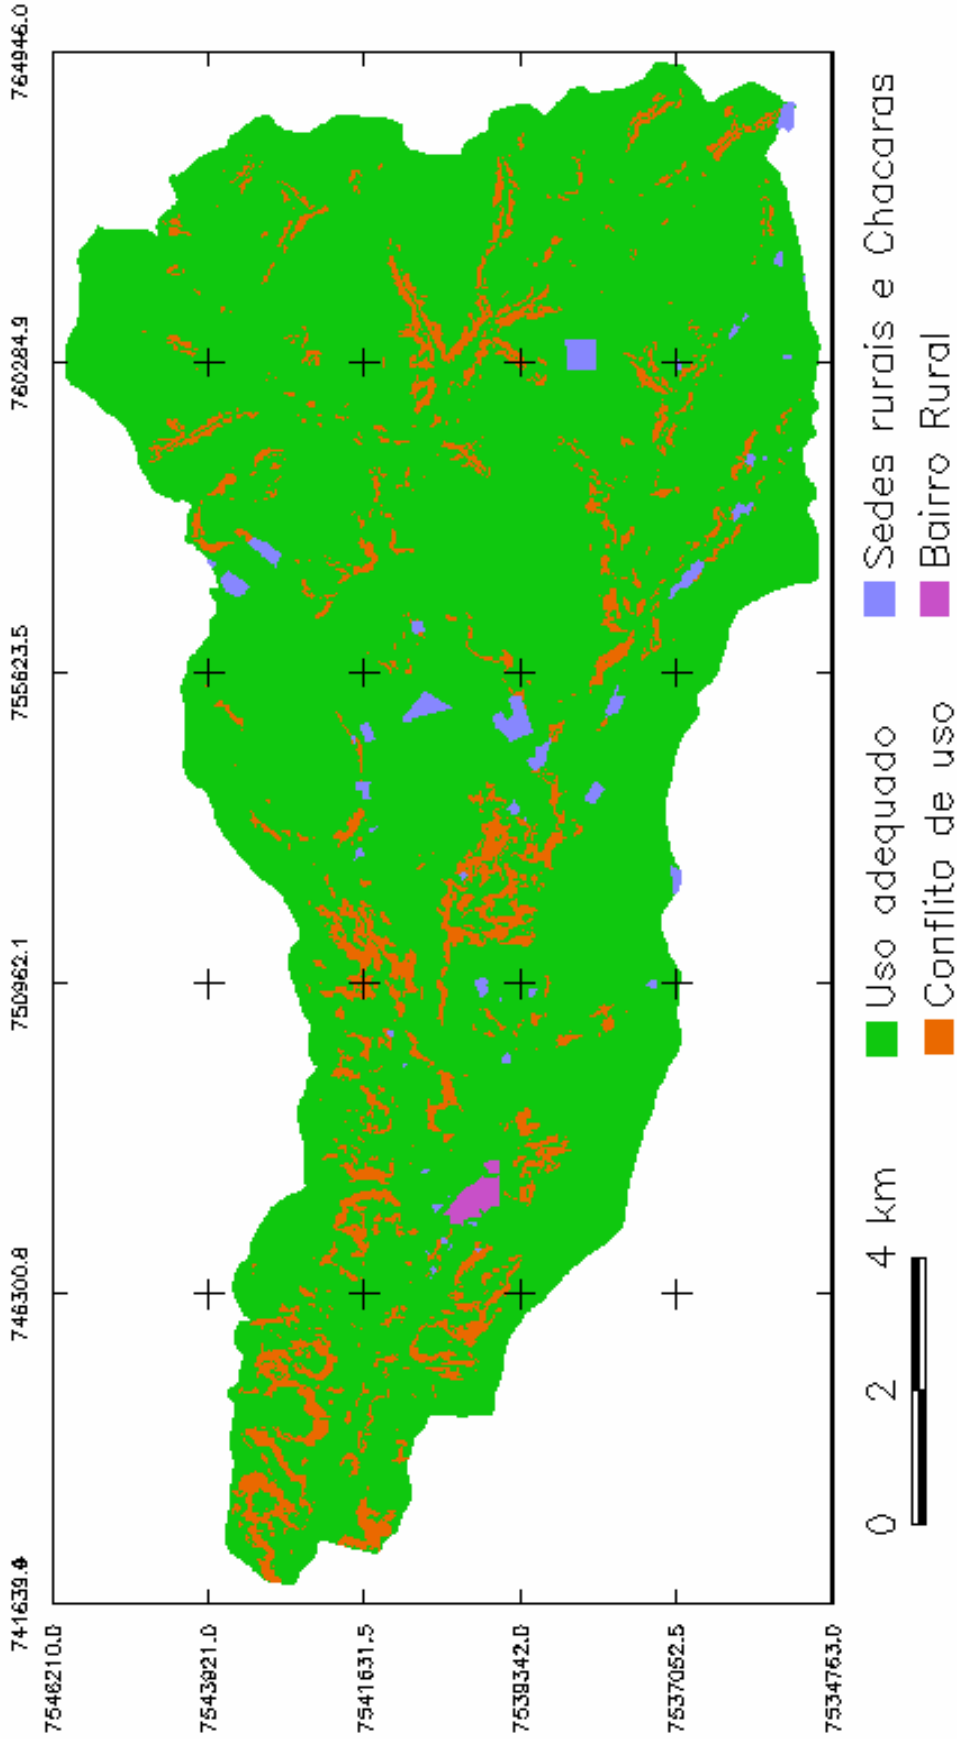 741639.4 746300.8 750962.1 755623.5 760284.9 764946.0
7546210.0
7543921.0
7541631.5
7539342.0
7537052.5
7534763.0
0 2 4 km
Uso adequado
Sedes rurais e Chacaras
Conflito de uso
Bairro Rural